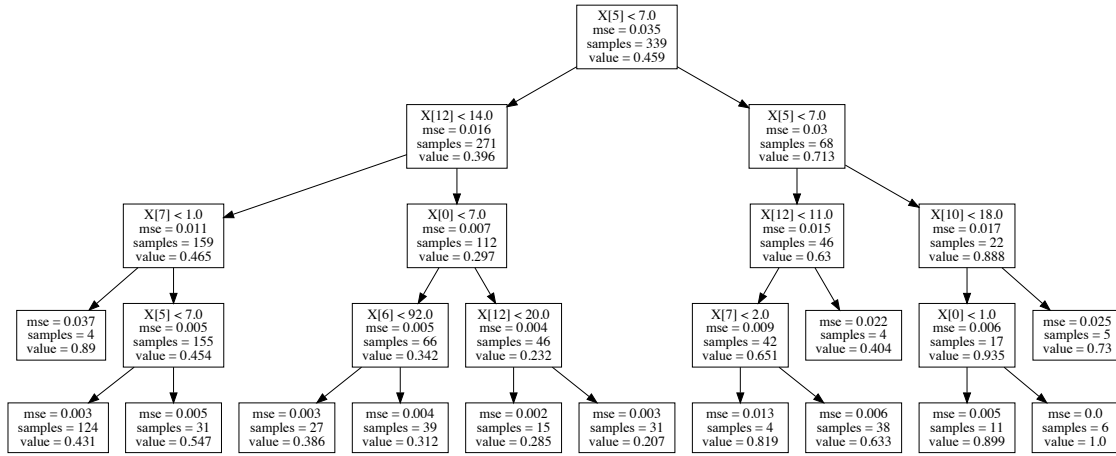 X[5] < 7.0
mse = 0.035
samples = 339
value = 0.459
X[12] < 14.0
mse = 0.016
samples = 271
value = 0.396
X[5] < 7.0
mse = 0.03
samples = 68
value = 0.713
X[7] < 1.0
mse = 0.011
samples = 159
value = 0.465
X[0] < 7.0
mse = 0.007
samples = 112
value = 0.297
X[12] < 11.0
mse = 0.015
samples = 46
value = 0.63
X[10] < 18.0
mse = 0.017
samples = 22
value = 0.888
mse = 0.037
samples = 4
value = 0.89
X[5] < 7.0
mse = 0.005
samples = 155
value = 0.454
X[6] < 92.0
mse = 0.005
samples = 66
value = 0.342
X[12] < 20.0
mse = 0.004
samples = 46
value = 0.232
X[7] < 2.0
mse = 0.009
samples = 42
value = 0.651
mse = 0.022
samples = 4
value = 0.404
X[0] < 1.0
mse = 0.006
samples = 17
value = 0.935
mse = 0.025
samples = 5
value = 0.73
mse = 0.003
samples = 124
value = 0.431
mse = 0.005
samples = 31
value = 0.547
mse = 0.003
samples = 27
value = 0.386
mse = 0.004
samples = 39
value = 0.312
mse = 0.002
samples = 15
value = 0.285
mse = 0.003
samples = 31
value = 0.207
mse = 0.013
samples = 4
value = 0.819
mse = 0.006
samples = 38
value = 0.633
mse = 0.005
samples = 11
value = 0.899
mse = 0.0
samples = 6
value = 1.0